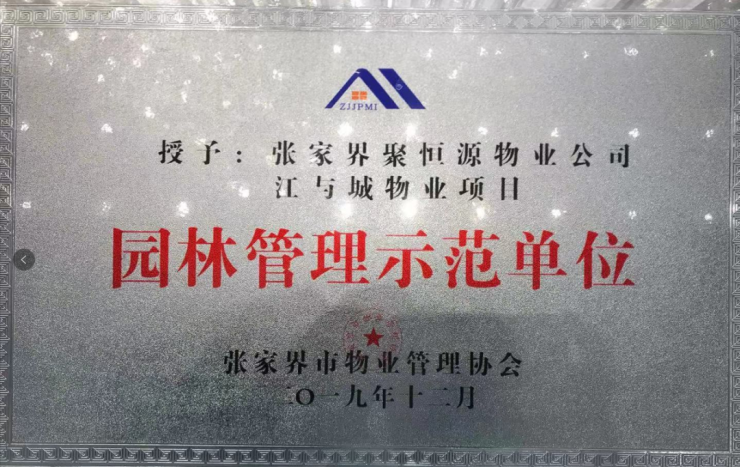 ZJJPMI
授予：张家界聚恒源物业公司
江与城物业项目
园林管理示范单位
张家界市物业管理协会
二〇一九年十二月